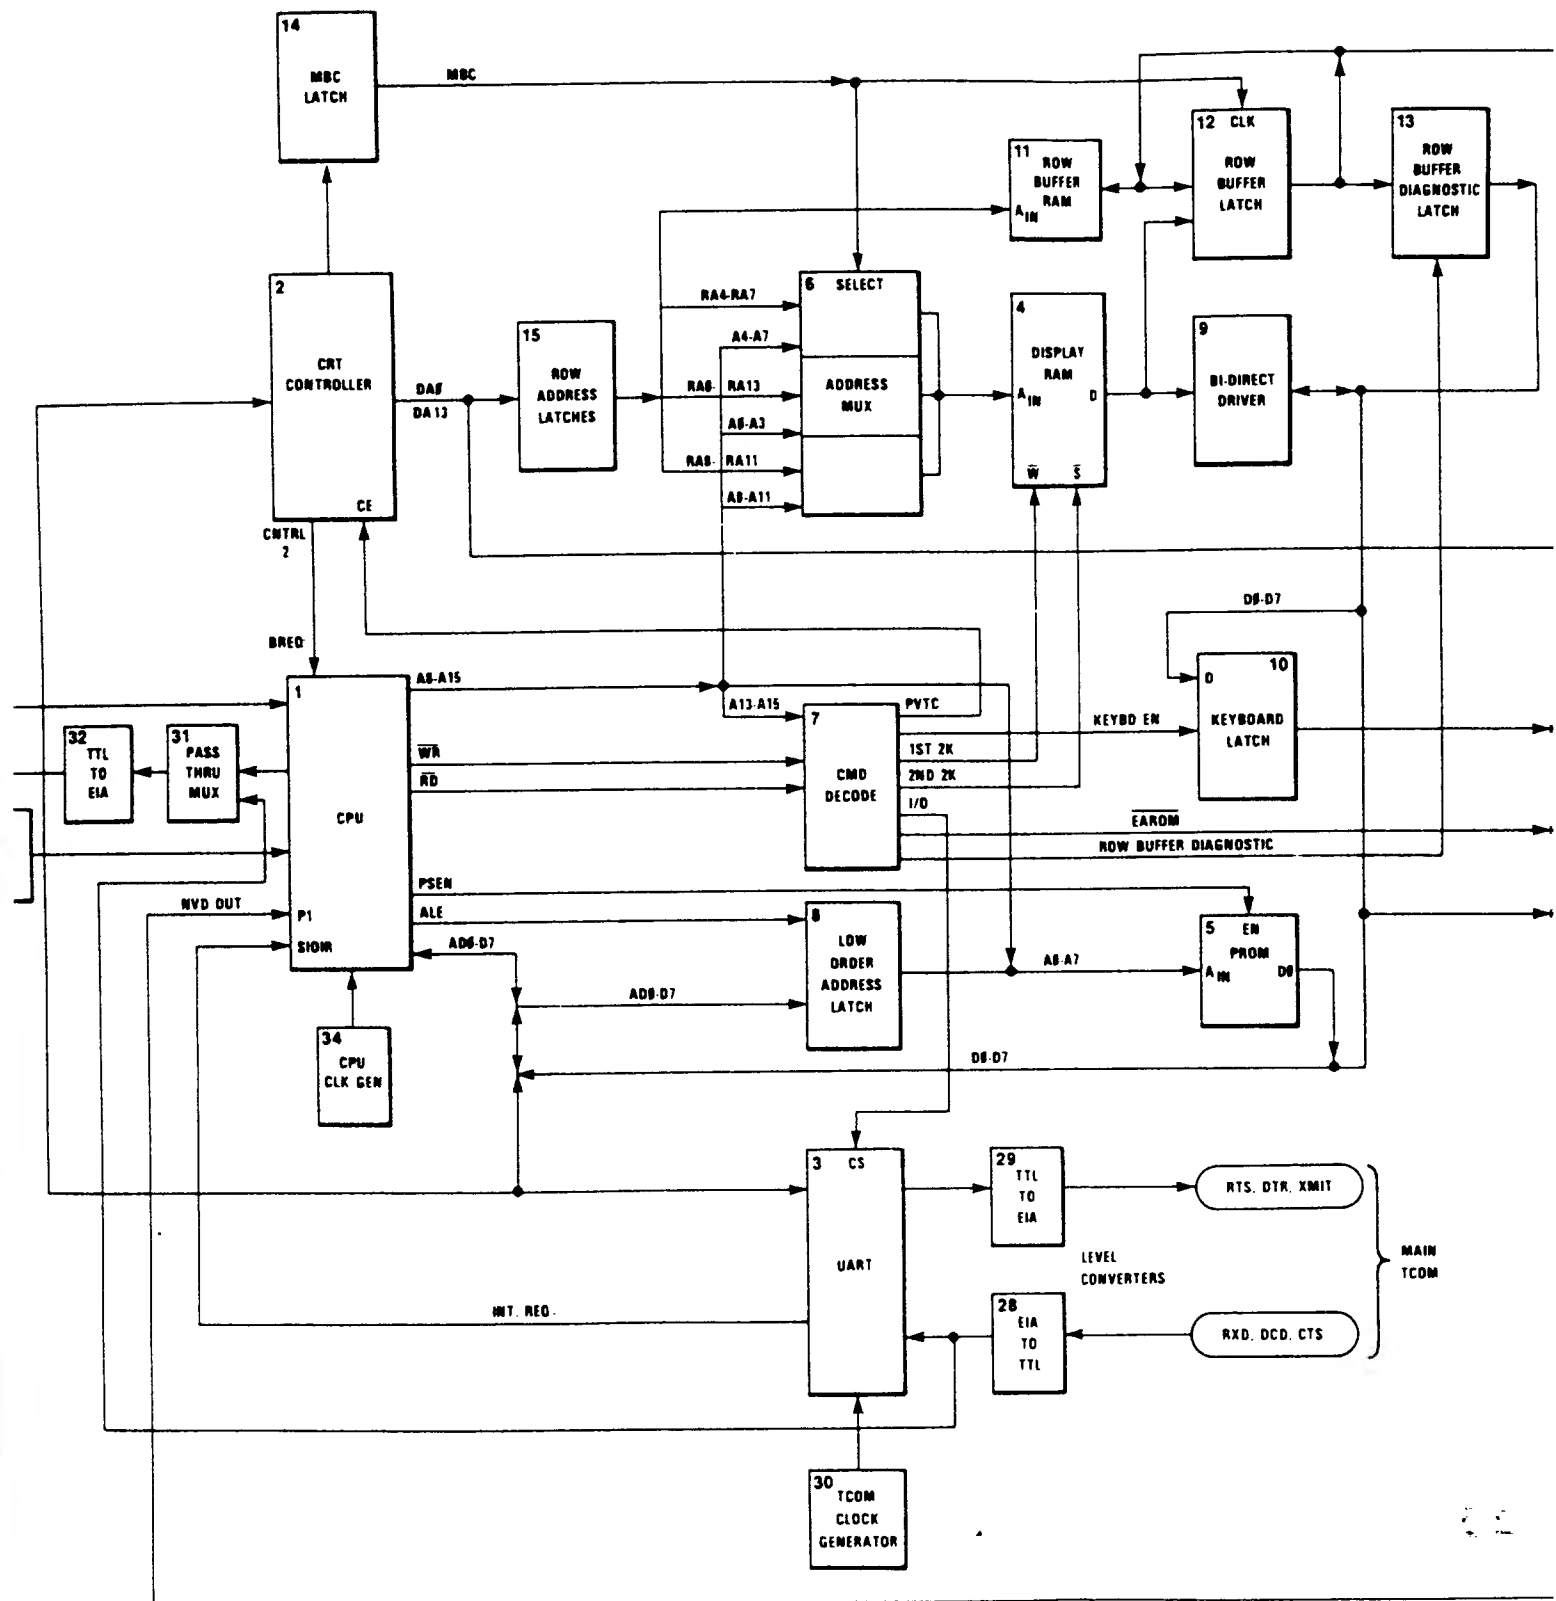 14
MBC
LATCH
MBC
12 CLK
ROW
BUFFER
LATCH
13
ROW
BUFFER
DIAGNOSTIC
LATCH
11
ROW
BUFFER
RAM
A IN
2
CRT
CONTROLLER
CE
DAØ
DA13
15
ROW
ADDRESS
LATCHES
RA4-RA7
A4-A7
RA0- RA13
AØ-A3
RA8- RA11
A8-A11
6 SELECT
ADDRESS
MUX
4
DISPLAY
RAM
A IN D
W̅ S̅
9
BI-DIRECT
DRIVER
CNTRL
2
BREQ
DØ-D7
10
D
KEYBOARD
LATCH
1
CPU
P1
SIOIR
A8-A15
A13-A15
W̅R̅
R̅D̅
7
CMD
DECODE
PVTC
KEYBD EN
1ST 2K
2ND 2K
I/O
E̅A̅R̅O̅M̅
ROW BUFFER DIAGNOSTIC
32
TTL
TO
EIA
31
PASS
THRU
MUX
NVD OUT
PSEN
ALE
ADØ-D7
ADØ-D7
8
LOW
ORDER
ADDRESS
LATCH
AØ-A7
5 EN
PROM
A IN DØ
DØ-D7
34
CPU
CLK GEN
3 CS
UART
29
TTL
TO
EIA
RTS, DTR, XMIT
LEVEL
CONVERTERS
MAIN
TCOM
INT. REQ.
28
EIA
TO
TTL
RXD, DCD, CTS
30
TCOM
CLOCK
GENERATOR